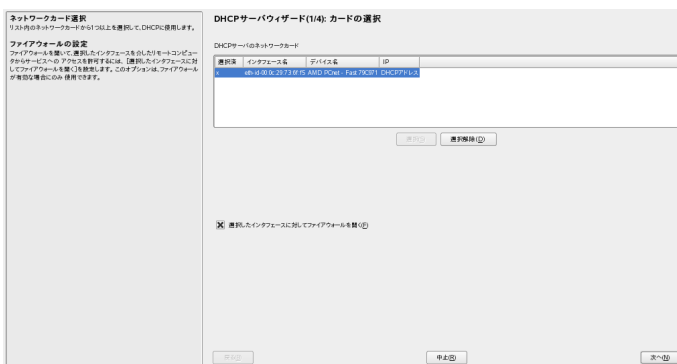 ネットワークカード選択
リスト内のネットワークカードから1つ以上を選択して、DHCPに使用します。
ファイアウォールの設定
ファイアウォールを開いて、選択したインタフェースを介したリモートコンピュー
タからサービスへの アクセスを許可するには、[選択したインタフェースに対
してファイアウォールを開く]を設定します。このオプションは、ファイアウォール
が有効な場合にのみ 使用できます。
DHCPサーバウィザード(1/4): カードの選択
DHCPサーバのネットワークカード
選択済 インタフェース名 デバイス名 IP
x eth-id-00:0c:29:73:6f:f5 AMD PCnet - Fast 79C971 DHCPアドレス
選択(S) 選択解除(D)
選択したインタフェースに対してファイアウォールを開く(F)
中止(R) 次へ(N)